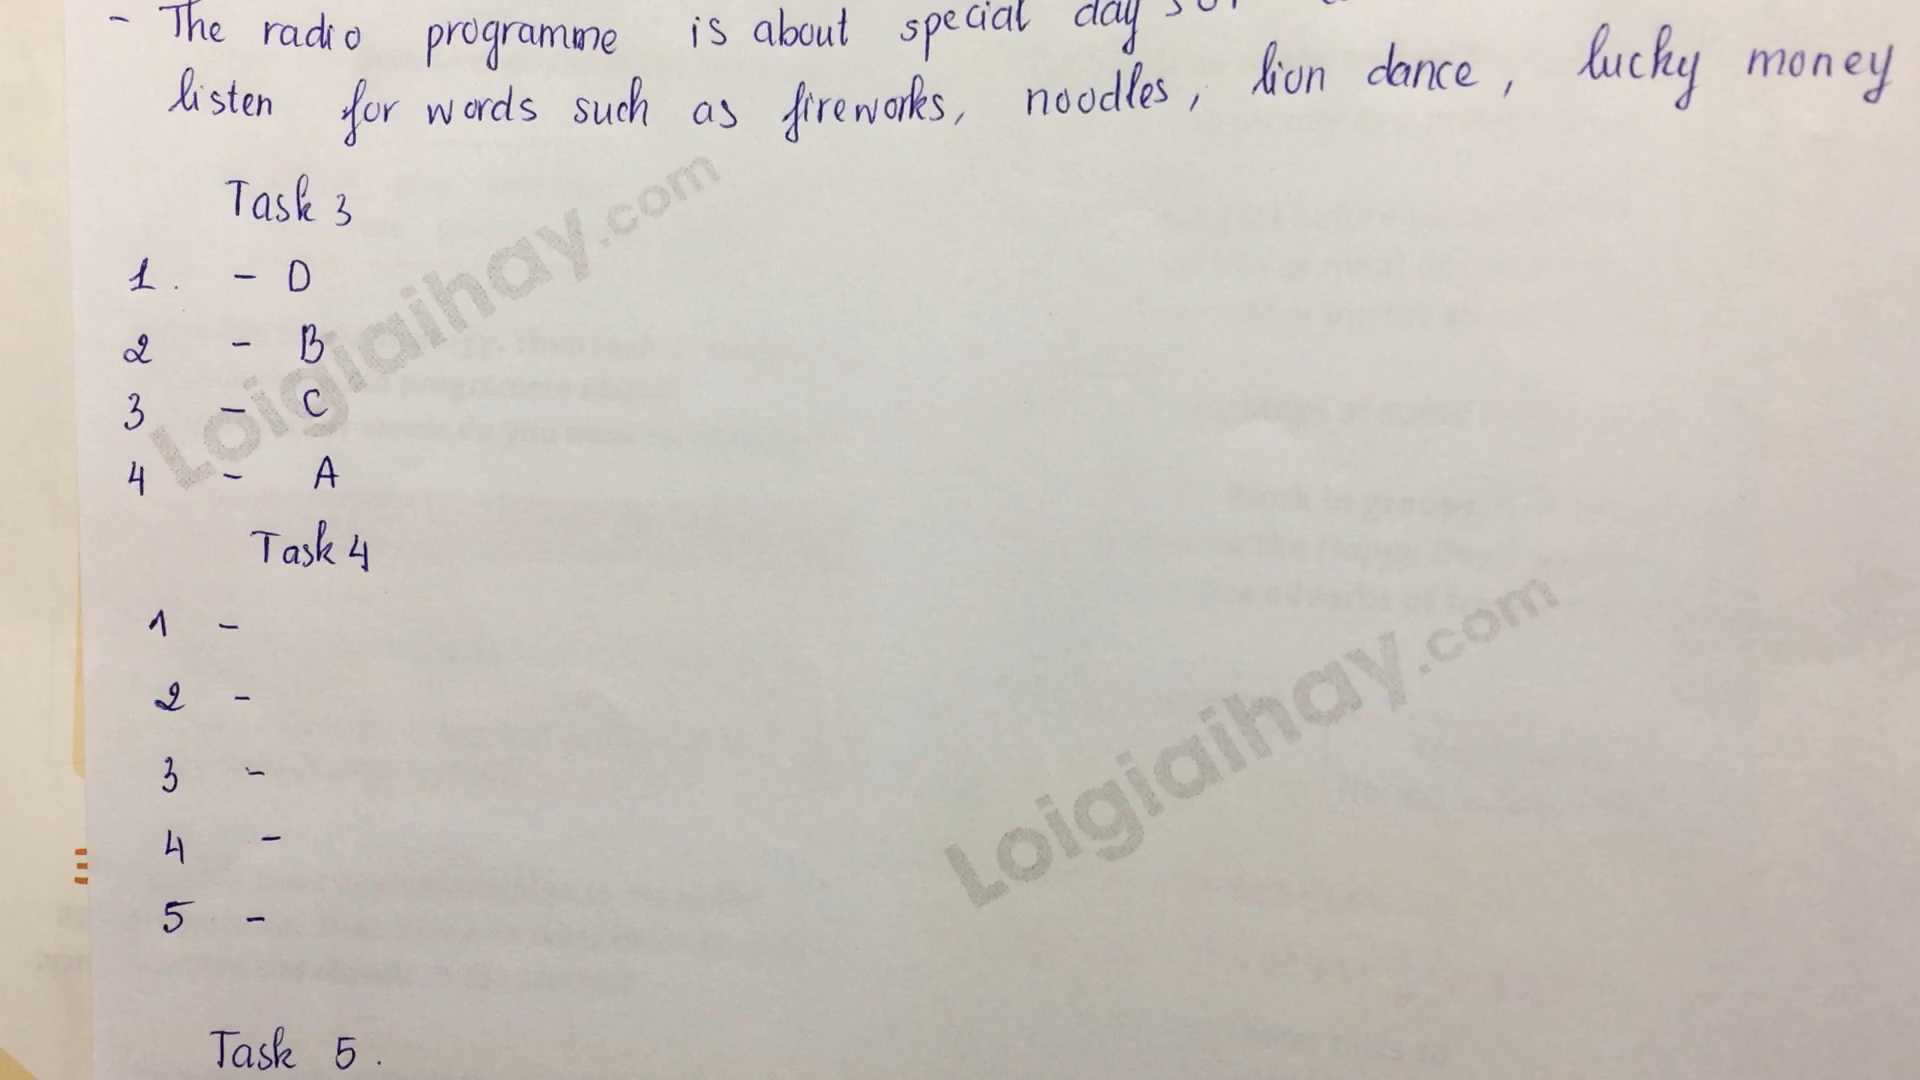 - The radio programme is about special day
listen for words such as fireworks, noodles, lion dance, lucky money
Task 3
1. - D
2 - B
3 - C
4 - A
Task 4
1 -
2 -
3 -
4 -
5 -
Task 5.
Loigiaihay.com
Loigiaihay.com